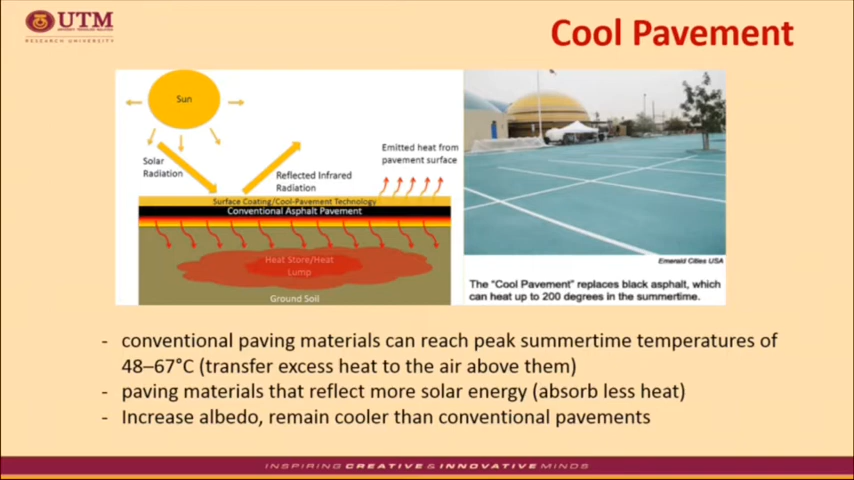 UTM
UNIVERSITI TEKNOLOGI MALAYSIA
RESEARCH UNIVERSITY
Cool Pavement
Sun
Solar
Radiation
Reflected Infrared
Radiation
Emitted heat from
pavement surface
Surface Coating/Cool-Pavement Technology
Conventional Asphalt Pavement
Heat Store/Heat
Lump
Ground Soil
Emerald Cities USA
The "Cool Pavement" replaces black asphalt, which
can heat up to 200 degrees in the summertime.
- conventional paving materials can reach peak summertime temperatures of
48–67°C (transfer excess heat to the air above them)
- paving materials that reflect more solar energy (absorb less heat)
- Increase albedo, remain cooler than conventional pavements
INSPIRING CREATIVE & INNOVATIVE MINDS